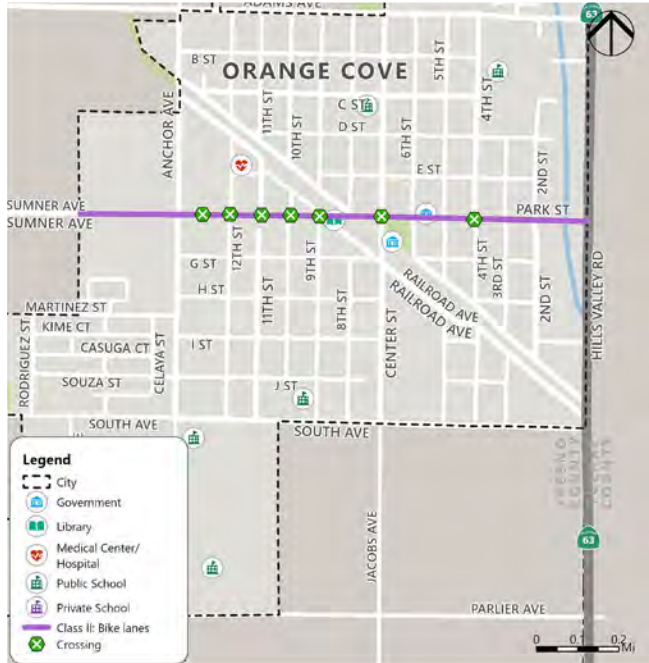 ADAMS AVE
63
B ST
ORANGE COVE
5TH ST
4TH ST
C ST
D ST
ANCHOR AVE
11TH ST
10TH ST
6TH ST
E ST
2ND ST
SUMNER AVE
SUMNER AVE
PARK ST
G ST
H ST
12TH ST
11TH ST
9TH ST
8TH ST
CENTER ST
RAILROAD AVE
RAILROAD AVE
4TH ST
3RD ST
2ND ST
HILLS VALLEY RD
MARTINEZ ST
KIME CT
CASUGA CT
SOUZA ST
RODRIGUEZ ST
CELAYA ST
I ST
J ST
SOUTH AVE
SOUTH AVE
FRESNO COUNTY
TULARE COUNTY
63
JACOBS AVE
PARLIER AVE
Legend
City
Government
Library
Medical Center/
Hospital
Public School
Private School
Class II: Bike lanes
Crossing
0 0.1 0.2
Mi